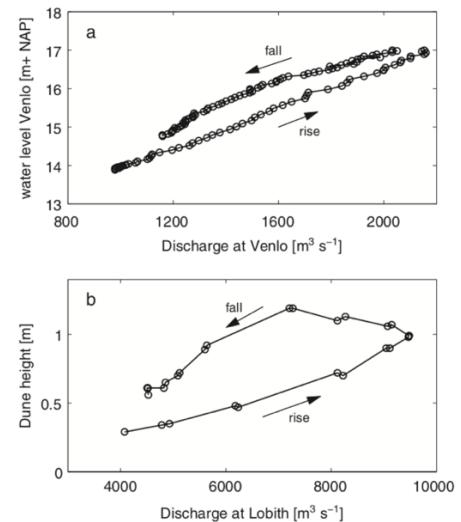 a
18
17
16
15
14
13
water level Venlo [m+ NAP]
fall
rise
800
1200
1600
2000
Discharge at Venlo [m³ s⁻¹]
b
1
0.5
0
Dune height [m]
fall
rise
4000
6000
8000
10000
Discharge at Lobith [m³ s⁻¹]